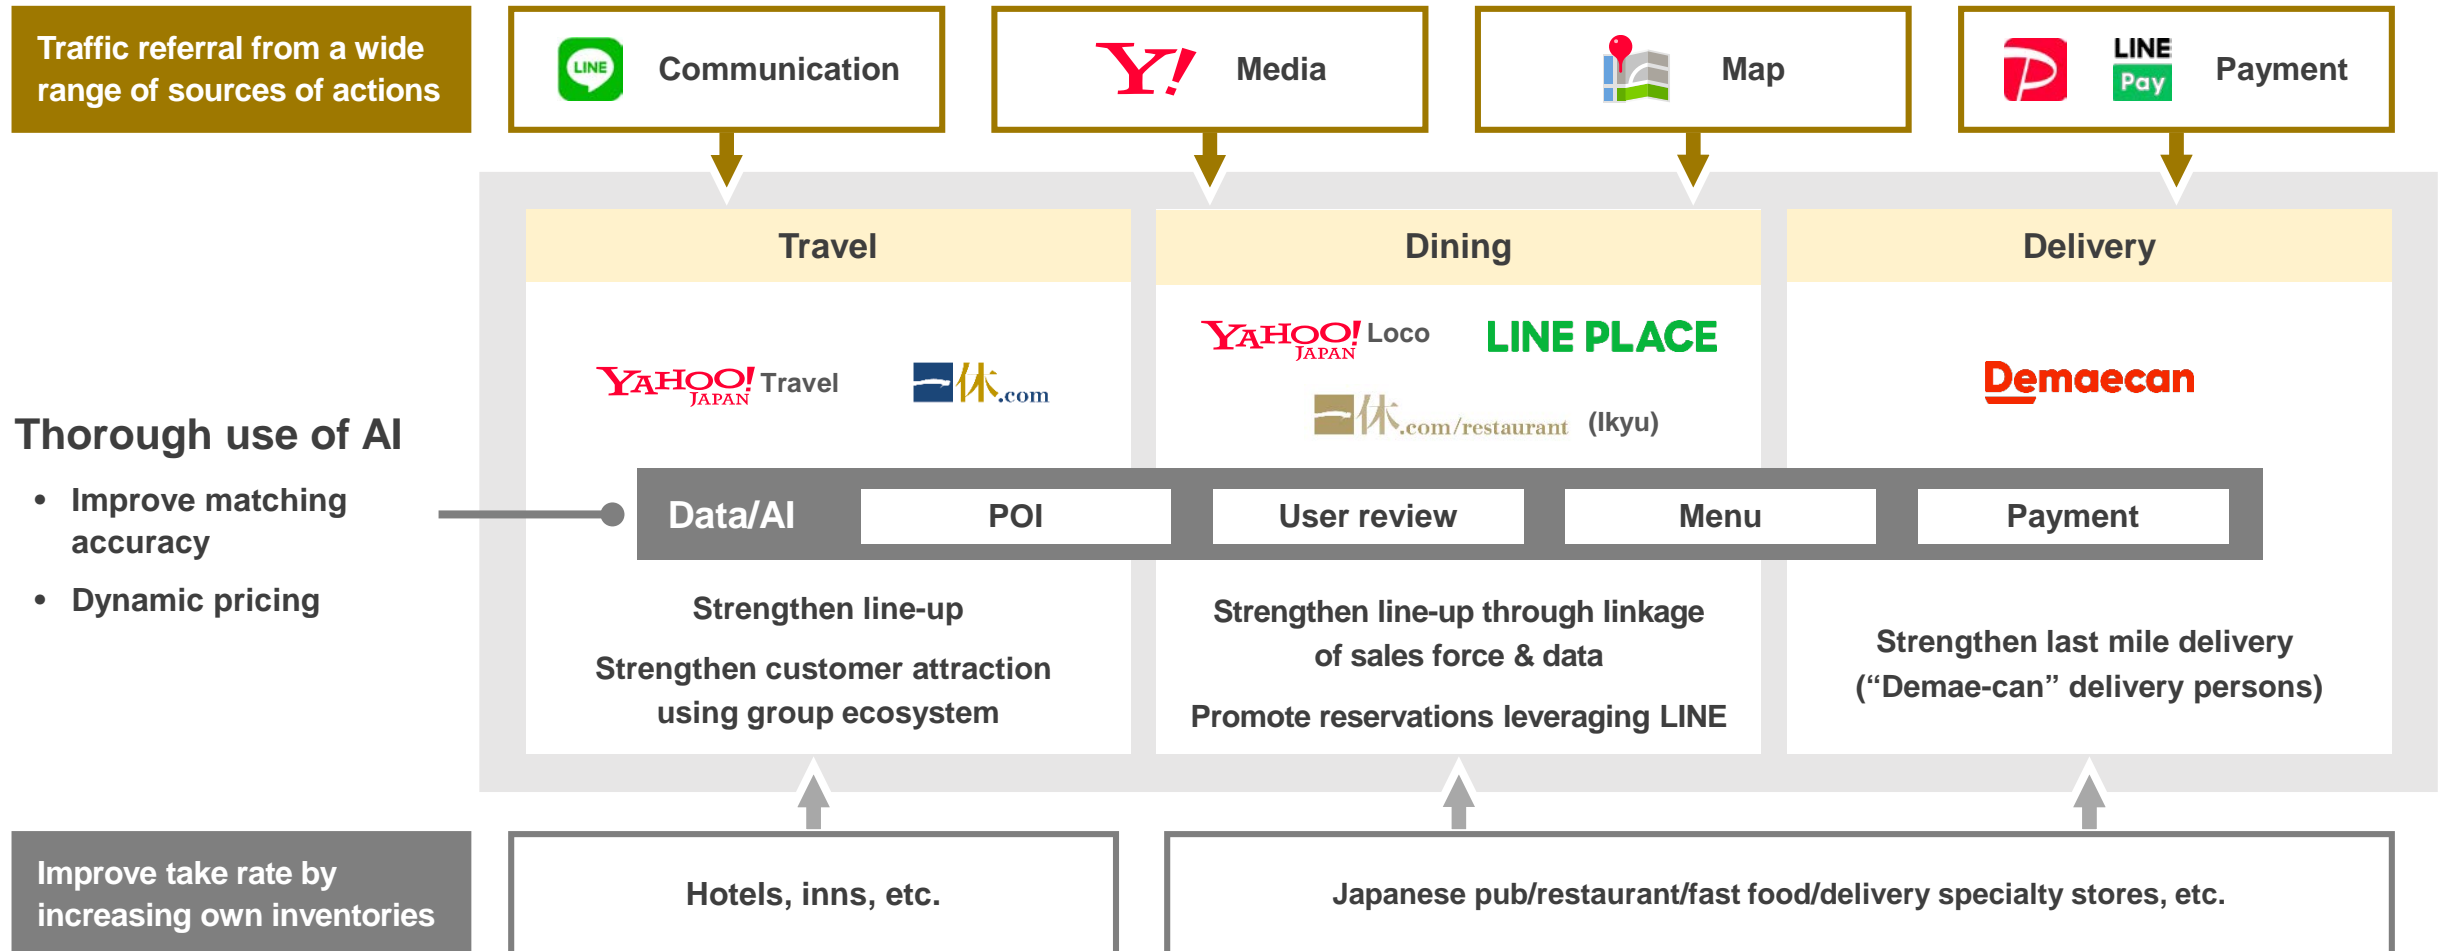 Traffic referral from a wide
range of sources of actions
LINE
Communication
Y!
Media
Map
P
LINE
Pay
Payment
Travel
Dining
Delivery
YAHOO!
JAPAN
Travel
一休.com
YAHOO!
JAPAN
Loco
LINE PLACE
一休.com/restaurant (Ikyu)
Demaecan
Thorough use of AI
• Improve matching
accuracy
• Dynamic pricing
Data/AI
POI
User review
Menu
Payment
Strengthen line-up
Strengthen customer attraction
using group ecosystem
Strengthen line-up through linkage
of sales force & data
Promote reservations leveraging LINE
Strengthen last mile delivery
(“Demae-can” delivery persons)
Improve take rate by
increasing own inventories
Hotels, inns, etc.
Japanese pub/restaurant/fast food/delivery specialty stores, etc.